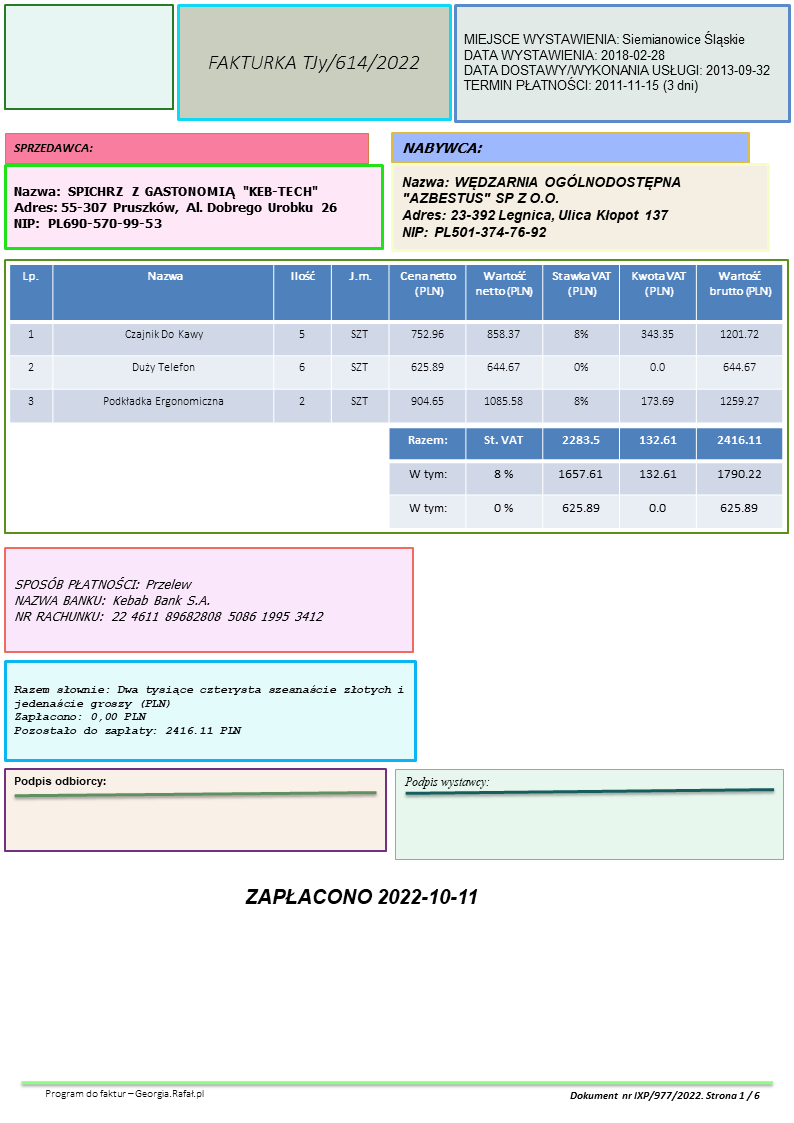 FAKTURKA TJy/614/2022
MIEJSCE WYSTAWIENIA: Siemianowice Śląskie
DATA WYSTAWIENIA: 2018-02-28
DATA DOSTAWY/WYKONANIA USŁUGI: 2013-09-32
TERMIN PŁATNOŚCI: 2011-11-15 (3 dni)
SPRZEDAWCA:
Nazwa: SPICHRZ Z GASTONOMIĄ "KEB-TECH"
Adres: 55-307 Pruszków, Al. Dobrego Urobku 26
NIP: PL690-570-99-53
NABYWCA:
Nazwa: WĘDZARNIA OGÓLNODOSTĘPNA
"AZBESTUS" SP Z O.O.
Adres: 23-392 Legnica, Ulica Kłopot 137
NIP: PL501-374-76-92
Lp. Nazwa Ilość J.m. Cena netto (PLN) Wartość netto (PLN) Stawka VAT (PLN) Kwota VAT (PLN) Wartość brutto (PLN)
1 Czajnik Do Kawy 5 SZT 752.96 858.37 8% 343.35 1201.72
2 Duży Telefon 6 SZT 625.89 644.67 0% 0.0 644.67
3 Podkładka Ergonomiczna 2 SZT 904.65 1085.58 8% 173.69 1259.27
Razem: St. VAT 2283.5 132.61 2416.11
W tym: 8 % 1657.61 132.61 1790.22
W tym: 0 % 625.89 0.0 625.89
SPOSÓB PŁATNOŚCI: Przelew
NAZWA BANKU: Kebab Bank S.A.
NR RACHUNKU: 22 4611 89682808 5086 1995 3412
Razem słownie: Dwa tysiące czterysta szesnaście złotych i
jedenaście groszy (PLN)
Zapłacono: 0,00 PLN
Pozostało do zapłaty: 2416.11 PLN
Podpis odbiorcy:
Podpis wystawcy:
ZAPŁACONO 2022-10-11
Program do faktur – Georgia.Rafał.pl
Dokument nr IXP/977/2022. Strona 1 / 6